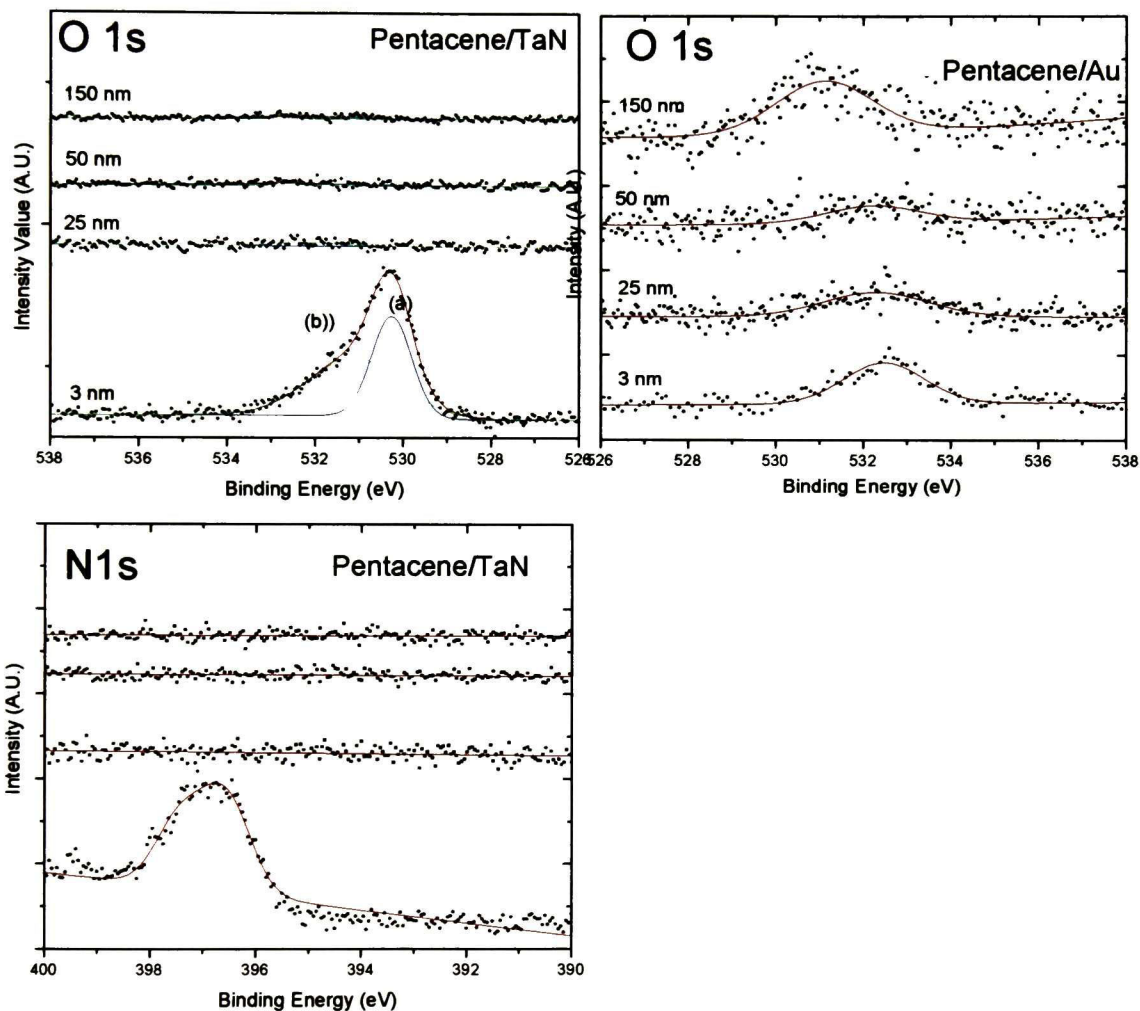 O 1s
Pentacene/TaN
150 nm
50 nm
25 nm
(b))
(a)
3 nm
Intensity Value (A.U.)
538 536 534 532 530 528 526
Binding Energy (eV)
O 1s
Pentacene/Au
150 nm
50 nm
25 nm
3 nm
Intensity (A.U.)
526 528 530 532 534 536 538
Binding Energy (eV)
N1s
Pentacene/TaN
Intensity (A.U.)
400 398 396 394 392 390
Binding Energy (eV)